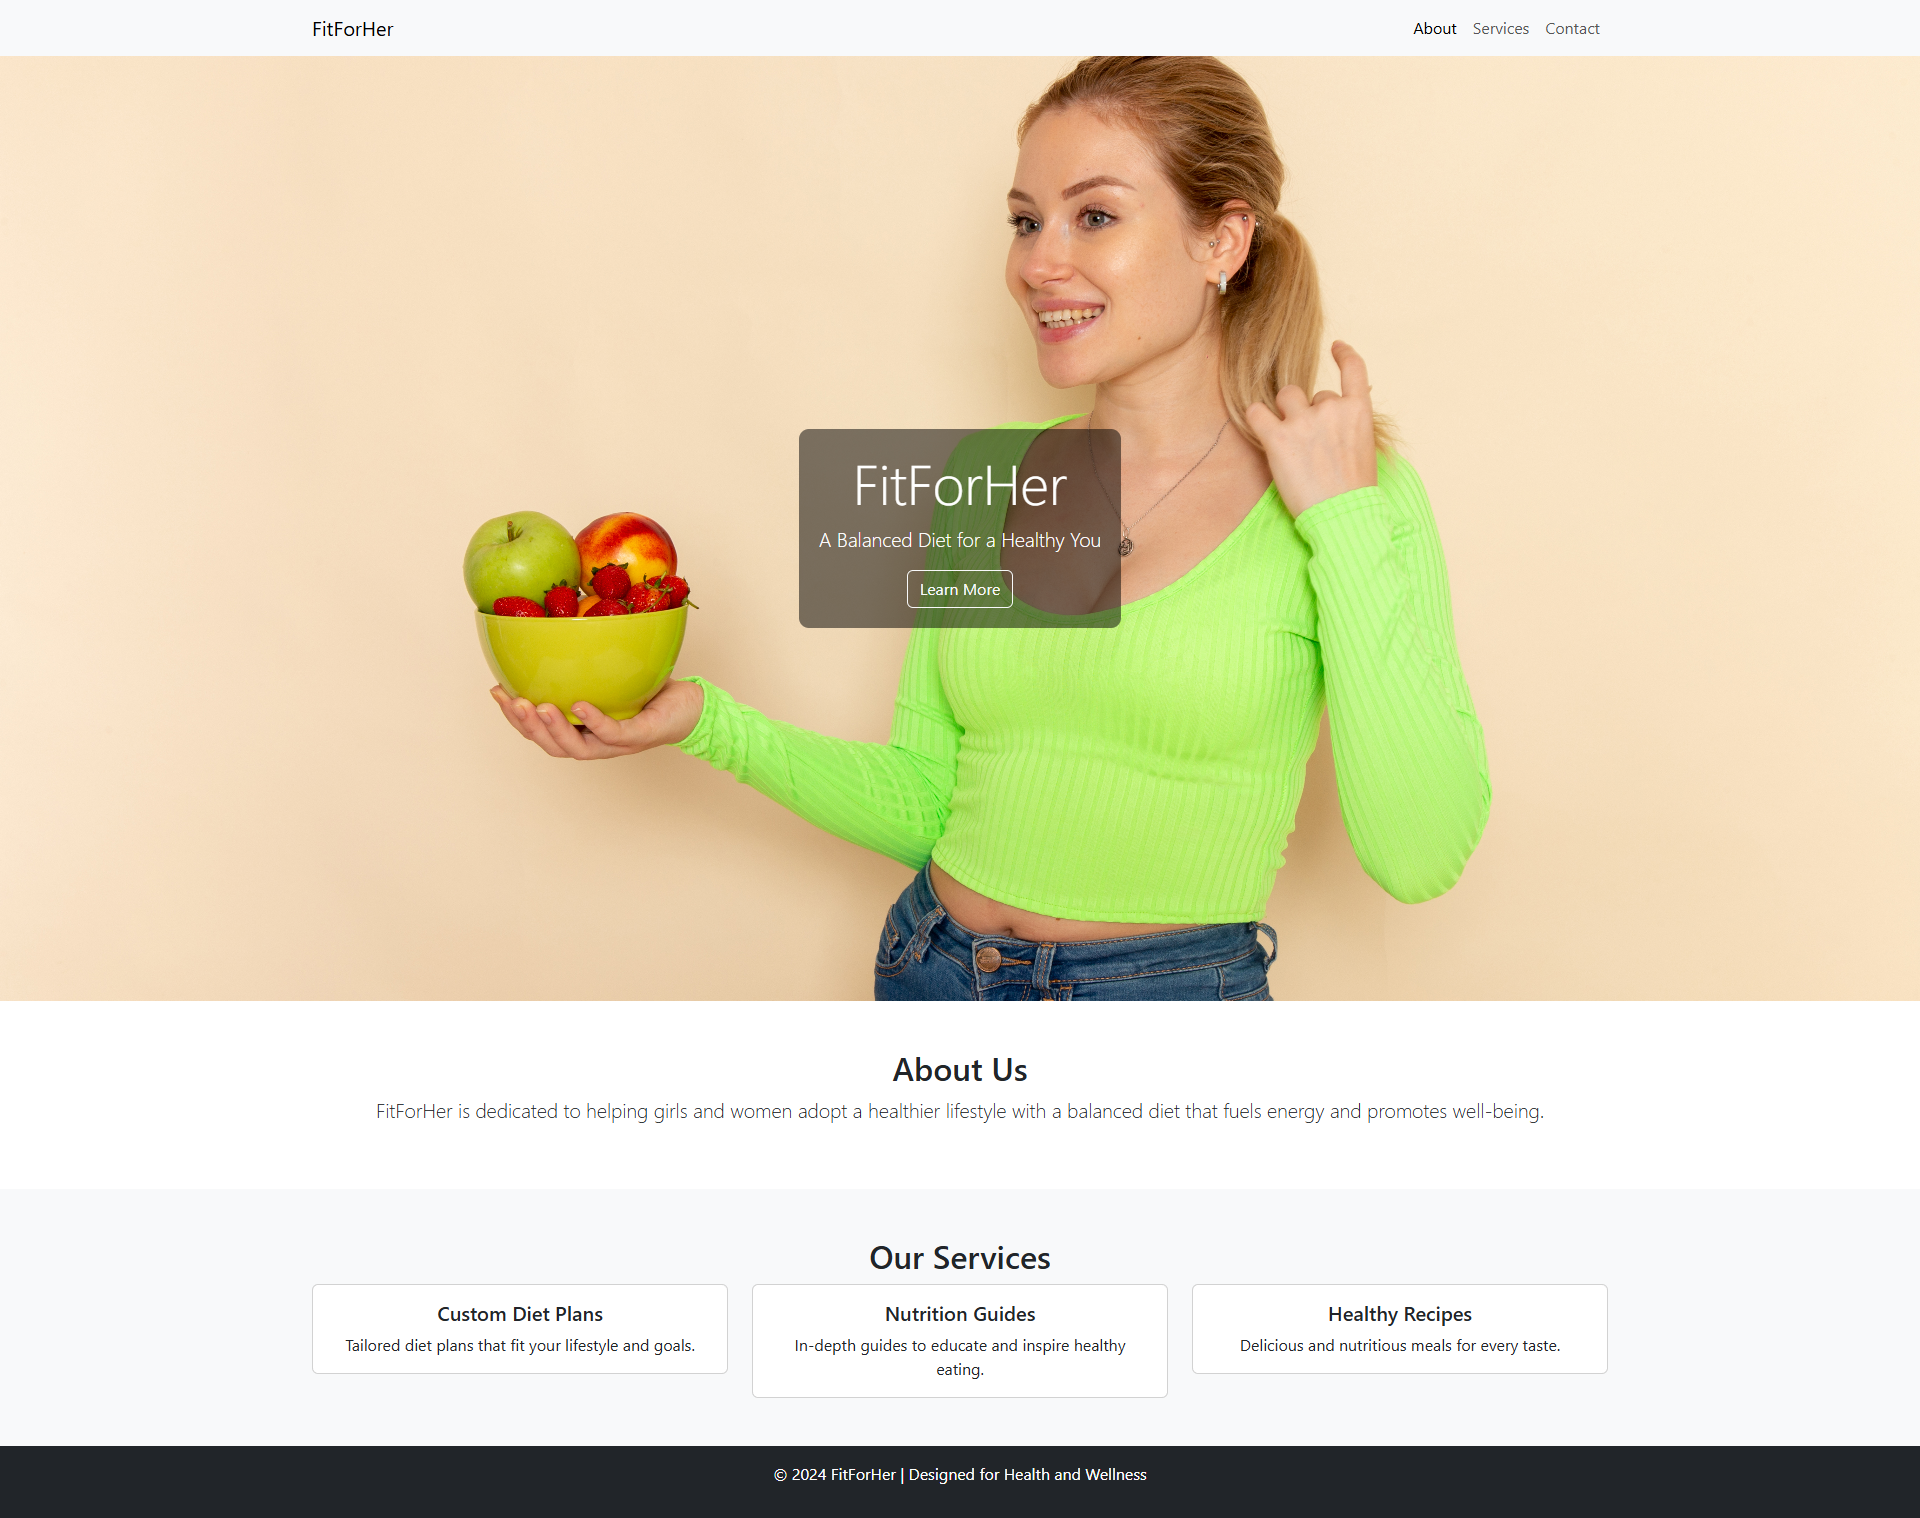 FitForHer
About Services Contact
FitForHer
A Balanced Diet for a Healthy You
Learn More
About Us
FitForHer is dedicated to helping girls and women adopt a healthier lifestyle with a balanced diet that fuels energy and promotes well-being.
Our Services
Custom Diet Plans
Tailored diet plans that fit your lifestyle and goals.
Nutrition Guides
In-depth guides to educate and inspire healthy
eating.
Healthy Recipes
Delicious and nutritious meals for every taste.
© 2024 FitForHer | Designed for Health and Wellness